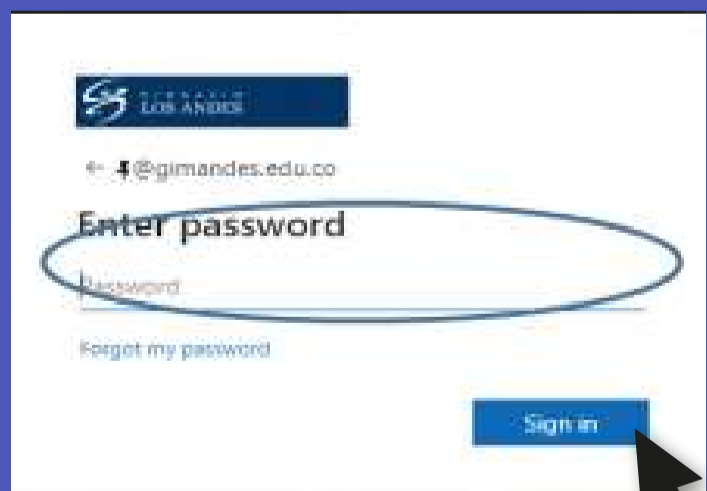 GIMNASIO
LOS ANDES
← 4@gimandes.edu.co
Enter password
Password
Forgot my password
Sign in